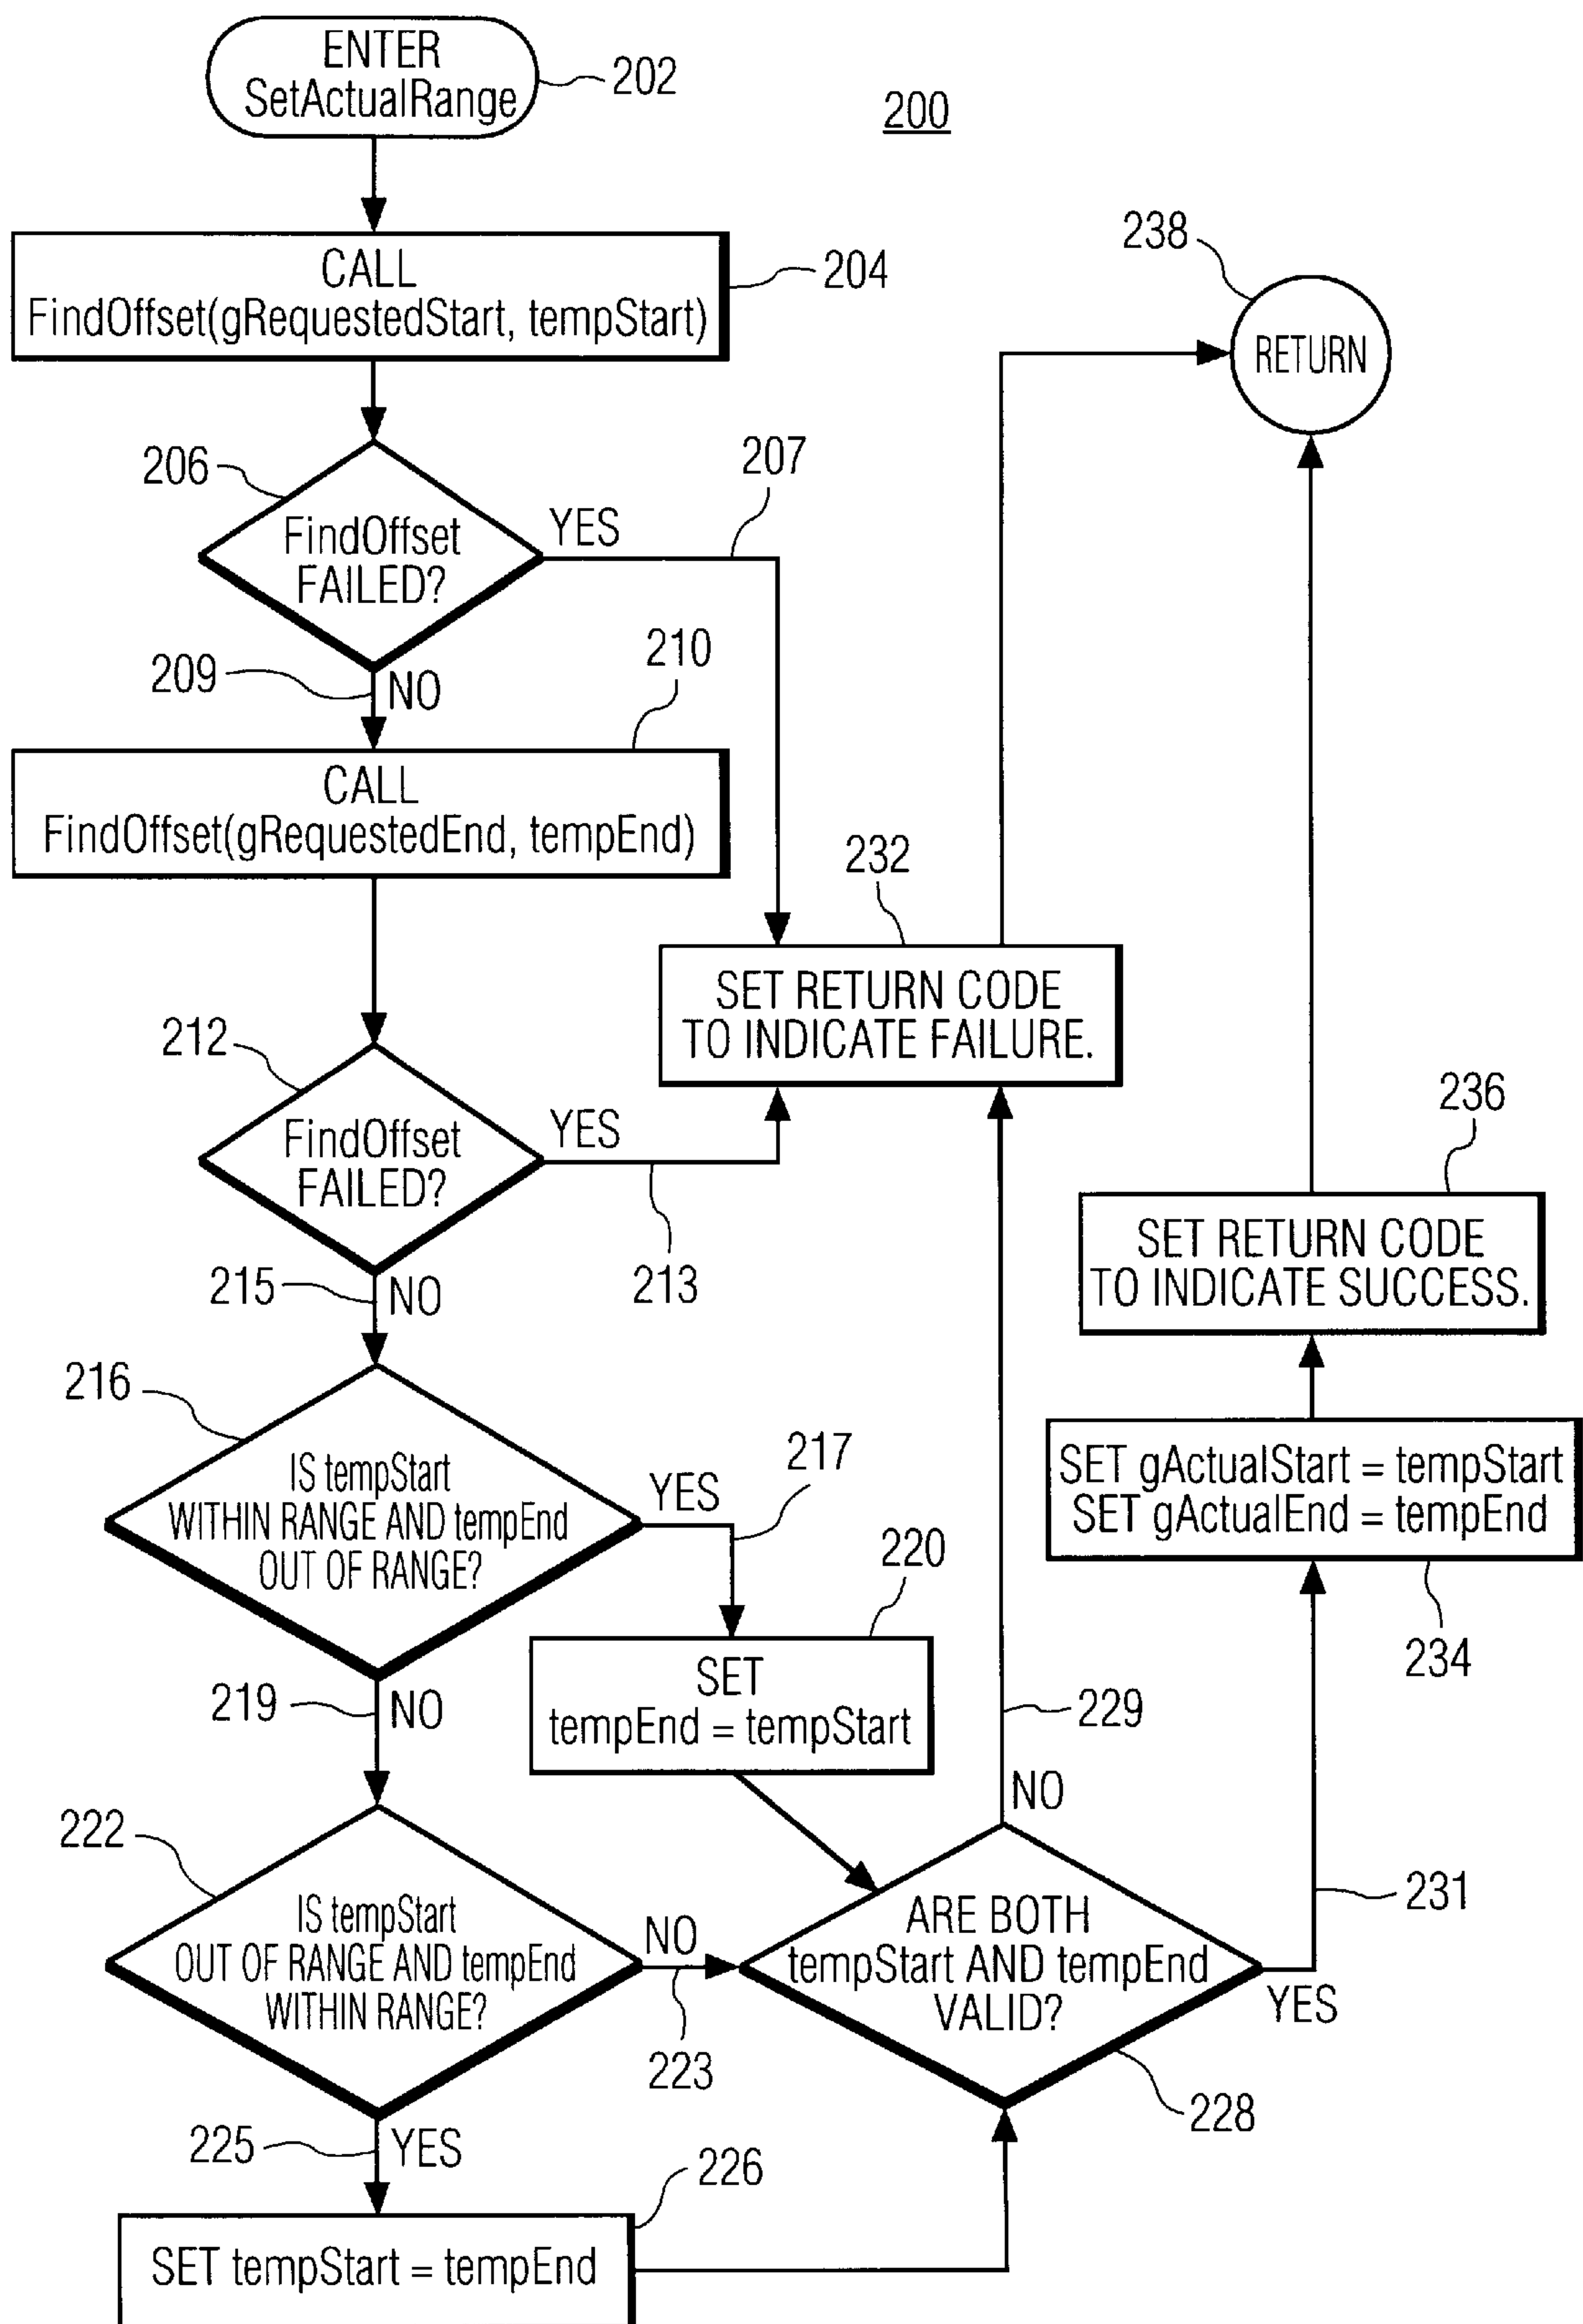 ENTER
SetActualRange
202
200
CALL
FindOffset(gRequestedStart, tempStart)
204
238
RETURN
206
FindOffset
FAILED?
YES
207
209
NO
210
CALL
FindOffset(gRequestedEnd, tempEnd)
232
SET RETURN CODE
TO INDICATE FAILURE.
212
FindOffset
FAILED?
YES
213
215
NO
236
SET RETURN CODE
TO INDICATE SUCCESS.
216
IS tempStart
WITHIN RANGE AND tempEnd
OUT OF RANGE?
YES
217
219
NO
220
SET
tempEnd = tempStart
SET gActualStart = tempStart
SET gActualEnd = tempEnd
234
229
NO
222
IS tempStart
OUT OF RANGE AND tempEnd
WITHIN RANGE?
NO
223
ARE BOTH
tempStart AND tempEnd
VALID?
YES
231
228
225
YES
226
SET tempStart = tempEnd